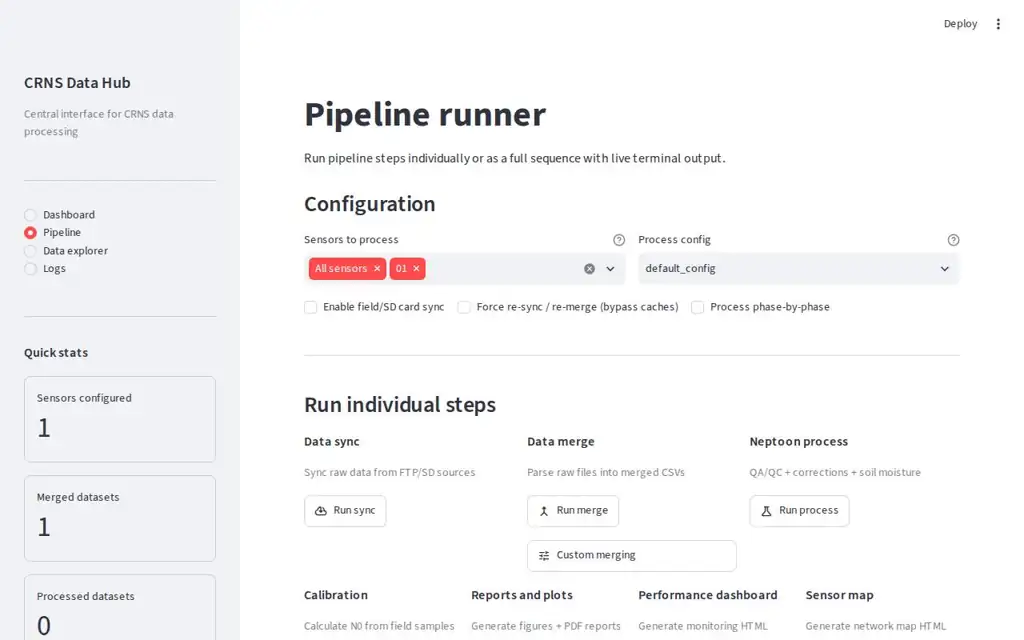 Deploy
CRNS Data Hub
Central interface for CRNS data
processing
Dashboard
Pipeline
Data explorer
Logs
Quick stats
Sensors configured
1
Merged datasets
1
Processed datasets
0
Pipeline runner
Run pipeline steps individually or as a full sequence with live terminal output.
Configuration
Sensors to process
Process config
All sensors 01
default_config
Enable field/SD card sync Force re-sync / re-merge (bypass caches) Process phase-by-phase
Run individual steps
Data sync Data merge Neptoon process
Sync raw data from FTP/SD sources Parse raw files into merged CSVs QA/QC + corrections + soil moisture
Run sync Run merge Run process
Custom merging
Calibration Reports and plots Performance dashboard Sensor map
Calculate N0 from field samples Generate figures + PDF reports Generate monitoring HTML Generate network map HTML